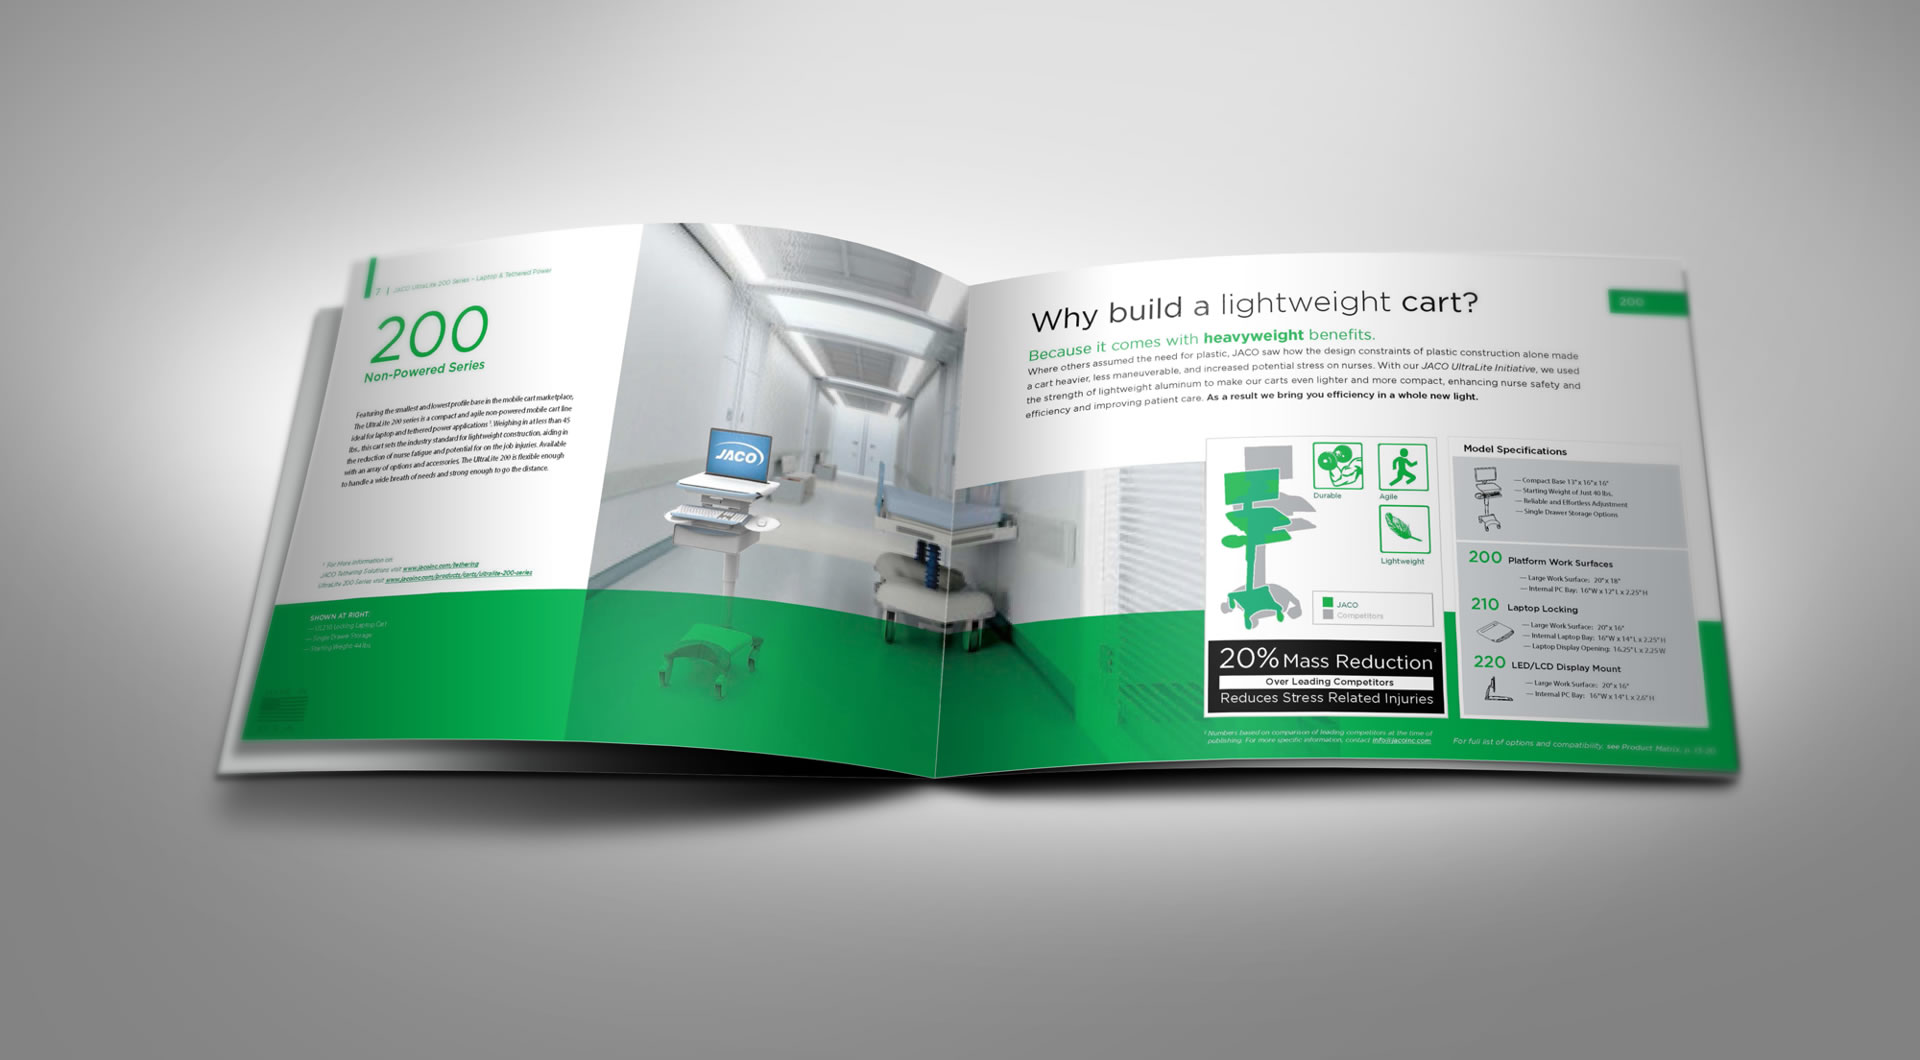 7 | JACO UltraLite 200 Series – Laptop & Tethered Power
200
Non-Powered Series
Featuring the smallest and lowest profile base in the mobile cart marketplace,
The UltraLite 200 series is a compact and agile non-powered mobile cart line
ideal for laptop and tethered power applications¹. Weighing in at less than 45
lbs., this cart sets the industry standard for lightweight construction, aiding in
the reduction of nurse fatigue and potential for on the job injuries. Available
with an array of options and accessories, The UltraLite 200 is flexible enough
to handle a wide breath of needs and strong enough to go the distance.
¹ For More Information on:
JACO Tethering Solutions visit www.jacoinc.com/tethering
UltraLite 200 Series visit www.jacoinc.com/products/carts/ultralite-200-series
SHOWN AT RIGHT:
— UL210 Locking Laptop Cart
— Single Drawer Storage
— Starting Weight: 44 lbs
JACO
200
Why build a lightweight cart?
Because it comes with heavyweight benefits.
Where others assumed the need for plastic, JACO saw how the design constraints of plastic construction alone made
a cart heavier, less maneuverable, and increased potential stress on nurses. With our JACO UltraLite Initiative, we used
the strength of lightweight aluminum to make our carts even lighter and more compact, enhancing nurse safety and
efficiency and improving patient care. As a result we bring you efficiency in a whole new light.
Durable
Agile
Lightweight
JACO
Competitors
20% Mass Reduction ²
Over Leading Competitors
Reduces Stress Related Injuries
² Numbers based on comparison of leading competitors at the time of
publishing. For more specific information, contact info@jacoinc.com
Model Specifications
— Compact Base 13" x 16" x 16"
— Starting Weight of Just 40 lbs.
— Reliable and Effortless Adjustment
— Single Drawer Storage Options
200 Platform Work Surfaces
— Large Work Surface: 20" x 18"
— Internal PC Bay: 16"W x 12"L x 2.25"H
210 Laptop Locking
— Large Work Surface: 20" x 16"
— Internal Laptop Bay: 16"W x 14"L x 2.25"H
— Laptop Display Opening: 16.25"L x 2.25 W
220 LED/LCD Display Mount
— Large Work Surface: 20" x 16"
— Internal PC Bay: 16"W x 14"L x 2.6"H
For full list of options and compatibility, see Product Matrix, p. 15-20